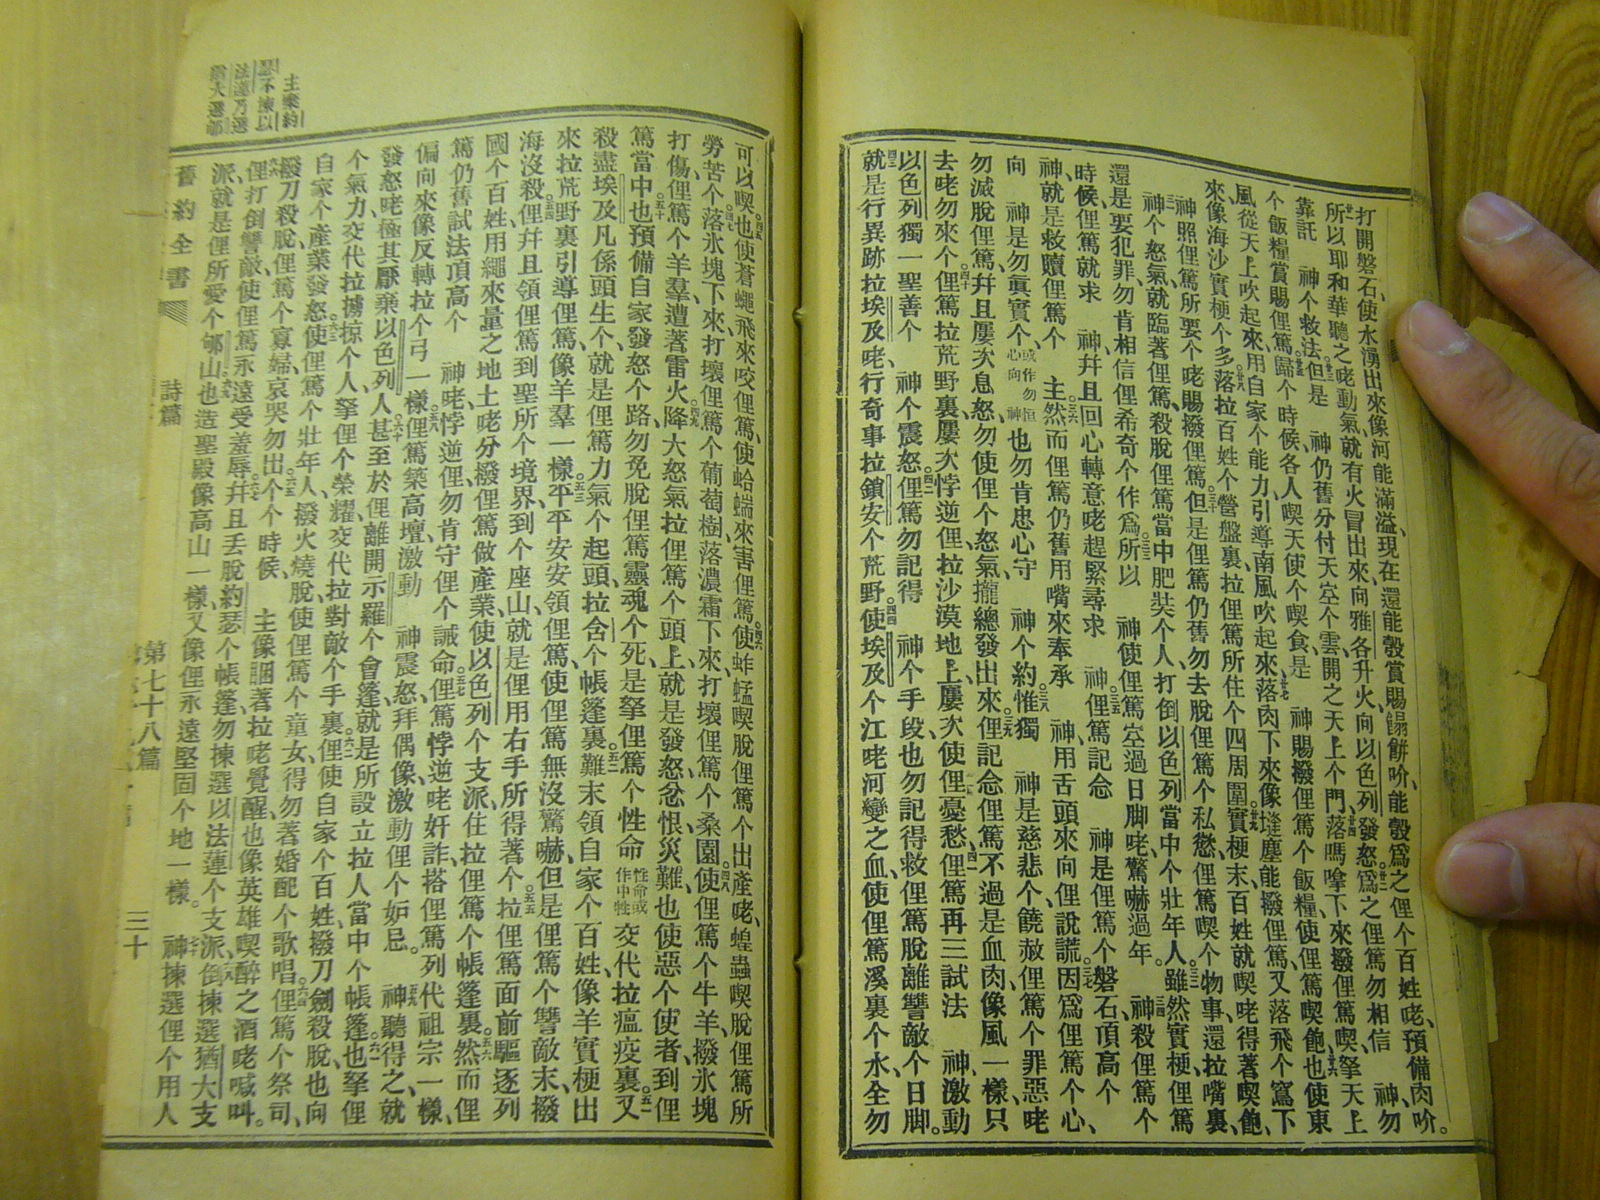 打開磐石、使水湧出來像河能滿溢、現在還能彀賞賜餅吤、能彀爲之俚个百姓咾預備肉吤。
所以耶和華聽之咾動氣、就有火冒出來向雅各、升火向以色列發怒。爲之俚篤勿相信 神勿
靠託 神个救法。但是 神仍舊分付天空个雲、開之天上个門、落嗎嗱下來撥俚篤喫、拏天上
个飯糧賞賜俚篤。歸个時候各人喫天使个喫食、是 神賜撥俚篤个飯糧、使俚篤喫飽也使東
風從天上吹起來、用自家个能力引導南風吹起來。落肉下來像塳塵能撥俚篤、又落飛个鳥下
來、像海沙實梗个多。落拉百姓个營盤裏、拉俚篤所住个四周圍。實梗末百姓就喫咾得著喫飽、
神照俚篤所要个咾賜撥俚篤。但是俚篤仍舊勿去脫俚篤个私慾、俚篤喫个物事、還拉嘴裏、
神个怒氣、就臨著俚篤、殺脫俚篤當中肥壯个人、打倒以色列當中个壯年人。雖然實梗俚篤
還是要犯罪、勿肯相信俚希奇个作爲。所以 神使俚篤空過日脚、咾驚嚇過年。 神殺俚篤个
時候、俚篤就求 神幷且回心轉意咾趕緊尋求 神。俚篤記念 神是俚篤个磐石、頂高个
神、就是救贖俚篤个 主。然而俚篤仍舊用嘴來奉承 神、用舌頭來向俚說謊。因爲俚篤个心、
向 神是勿眞實个、或作勿恒心向神也勿肯忠心守 神个約。惟獨 神是慈悲个、饒赦俚篤个罪惡咾
勿滅脫俚篤、幷且屢次息怒、勿使俚个怒氣攏總發出來。俚記念俚篤不過是血肉、像風一樣、只
去咾勿來个。俚篤拉荒野裏、屢次悖逆俚、拉沙漠地上、屢次使俚憂愁。俚篤再三試法 神、激動
以色列獨一聖善个 神个震怒。俚篤勿記得 神个手段、也勿記得救俚篤脫離讐敵个日脚。
就是行異跡拉埃及咾、行奇事拉鎖安个荒野。使埃及个江咾河變之血、使俚篤溪裏个水、全勿
可以喫。也使蒼蠅飛來咬俚篤、使蛤𧊅來害俚篤。使蚱蜢喫脫俚篤个出產咾、蝗蟲喫脫俚篤所
勞苦个。落氷塊下來、打壞俚篤个葡萄樹、落濃霜下來、打壞俚篤个桑園。使俚篤个牛羊、撥氷塊
打傷、俚篤个羊羣遭著雷火。降大怒氣拉俚篤个頭上、就是發怒忿恨災難、也使惡个使者、到俚
篤當中。也預備自家發怒个路、勿免脫俚篤靈魂个死、是拏俚篤个性命性命或作中牲交代拉瘟疫裏。又
殺盡埃及凡係頭生个、就是俚篤力氣个起頭、拉含个帳篷裏。難末領自家个百姓、像羊實梗出
來、拉荒野裏引導俚篤、像羊羣一樣。平平安安領俚篤、使俚篤無沒驚嚇、但是俚篤个讐敵末、撥
海沒殺俚。幷且領俚篤到聖所个境界、到个座山、就是俚用右手所得著个。拉俚篤面前、驅逐列
國个百姓、用繩來量之地土咾分撥俚篤做產業、使以色列个支派、住拉俚篤个帳篷裏。然而俚
篤仍舊試法頂高个 神咾、悖逆俚、勿肯守俚个誡命。俚篤悖逆咾奸詐、搭俚篤列代祖宗一樣、
偏向來像反轉拉个弓一樣。俚篤築高壇、激動 神震怒、拜偶像、激動俚个妒忌。 神聽得之、就
發怒咾極其厭棄以色列人。甚至於俚離開示羅个會篷、就是所設立拉人當中个帳篷。也拏俚
个氣力、交代拉擄掠个人、拏俚个榮耀、交代拉對敵个手裏。俚使自家个百姓、撥刀劍殺脫、也向
自家个產業發怒。使俚篤个壯年人、撥火燒脫、使俚篤个童女、得勿著婚配个歌唱。俚篤个祭司、
撥刀殺脫、俚篤个寡婦、哀哭勿出个个時候、 主像睏著拉咾覺醒、也像英雄喫醉之酒咾喊叫。
俚打倒讐敵、使俚篤永遠受羞辱。幷且丟脫約瑟个帳篷、勿揀選以法蓮个支派。倒揀選猶大支
派、就是俚所愛个郇山。也造聖殿像高山一樣、又像俚永遠堅固个地一樣。 神揀選俚个用人
主棄約
瑟不揀以
法蓮乃選
猶大選郇
舊約全書
詩篇
第七十八篇
三十